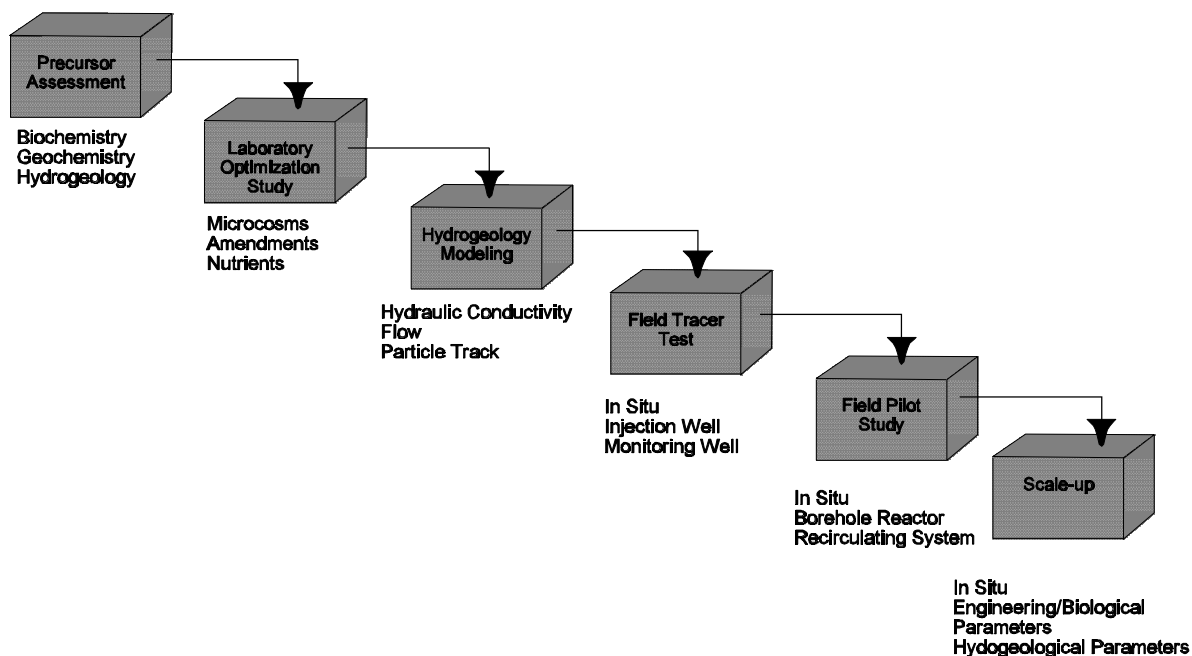 Precursor
Assessment
Biochemistry
Geochemistry
Hydrogeology
Laboratory
Optimization
Study
Microcosms
Amendments
Nutrients
Hydrogeology
Modeling
Hydraulic Conductivity
Flow
Particle Track
Field Tracer
Test
In Situ
Injection Well
Monitoring Well
Field Pilot
Study
In Situ
Borehole Reactor
Recirculating System
Scale-up
In Situ
Engineering/Biological
Parameters
Hydogeological Parameters